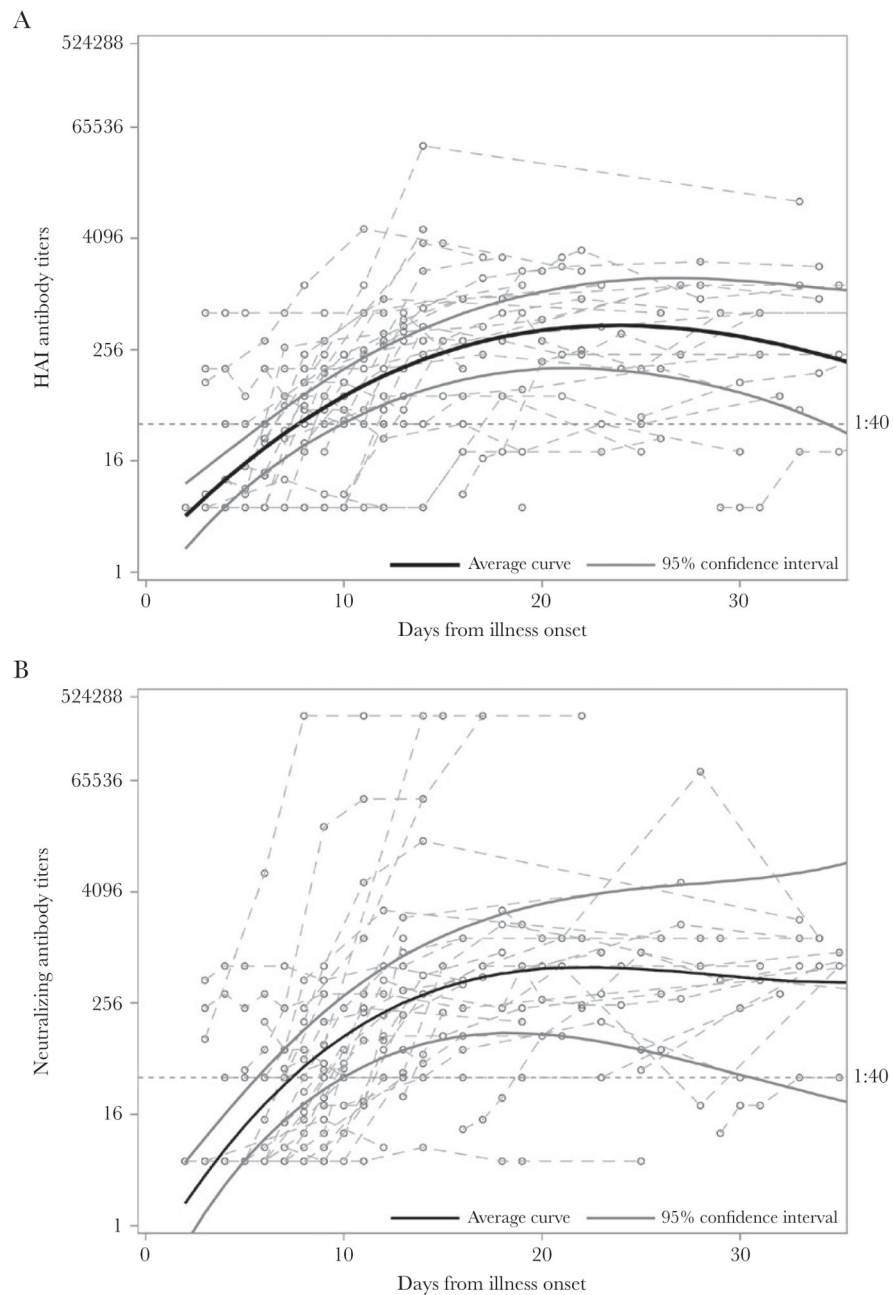 A
524288
65536
4096
256
16
1
HAI antibody titers
1:40
Average curve
95% confidence interval
0
10
20
30
Days from illness onset
B
524288
65536
4096
256
16
1
Neutralizing antibody titers
1:40
Average curve
95% confidence interval
0
10
20
30
Days from illness onset